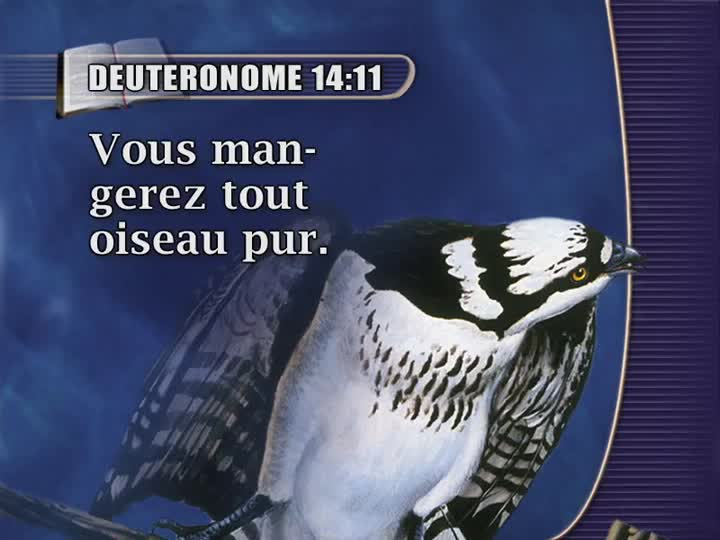 DEUTERONOME 14:11
Vous man-
gerez tout
oiseau pur.